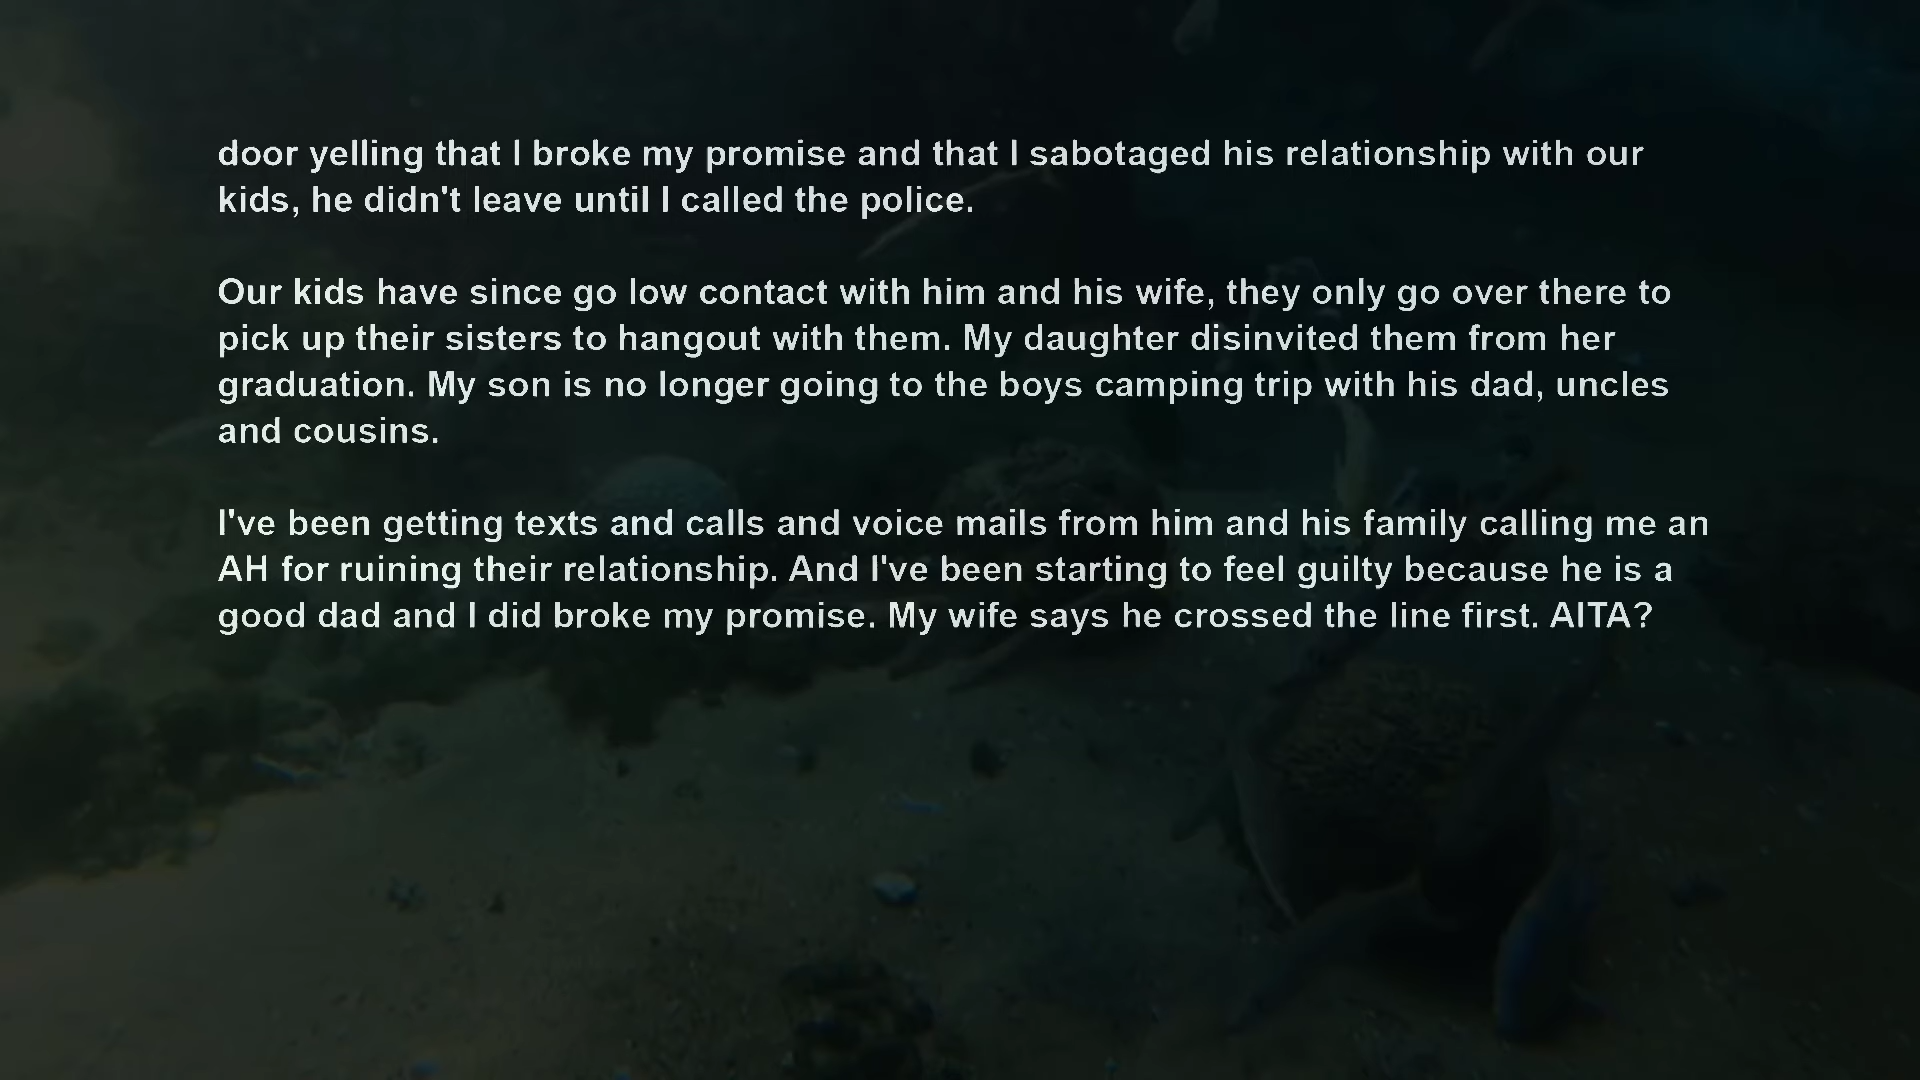 door yelling that I broke my promise and that I sabotaged his relationship with our
kids, he didn't leave until I called the police.
Our kids have since go low contact with him and his wife, they only go over there to
pick up their sisters to hangout with them. My daughter disinvited them from her
graduation. My son is no longer going to the boys camping trip with his dad, uncles
and cousins.
I've been getting texts and calls and voice mails from him and his family calling me an
AH for ruining their relationship. And I've been starting to feel guilty because he is a
good dad and I did broke my promise. My wife says he crossed the line first. AITA?